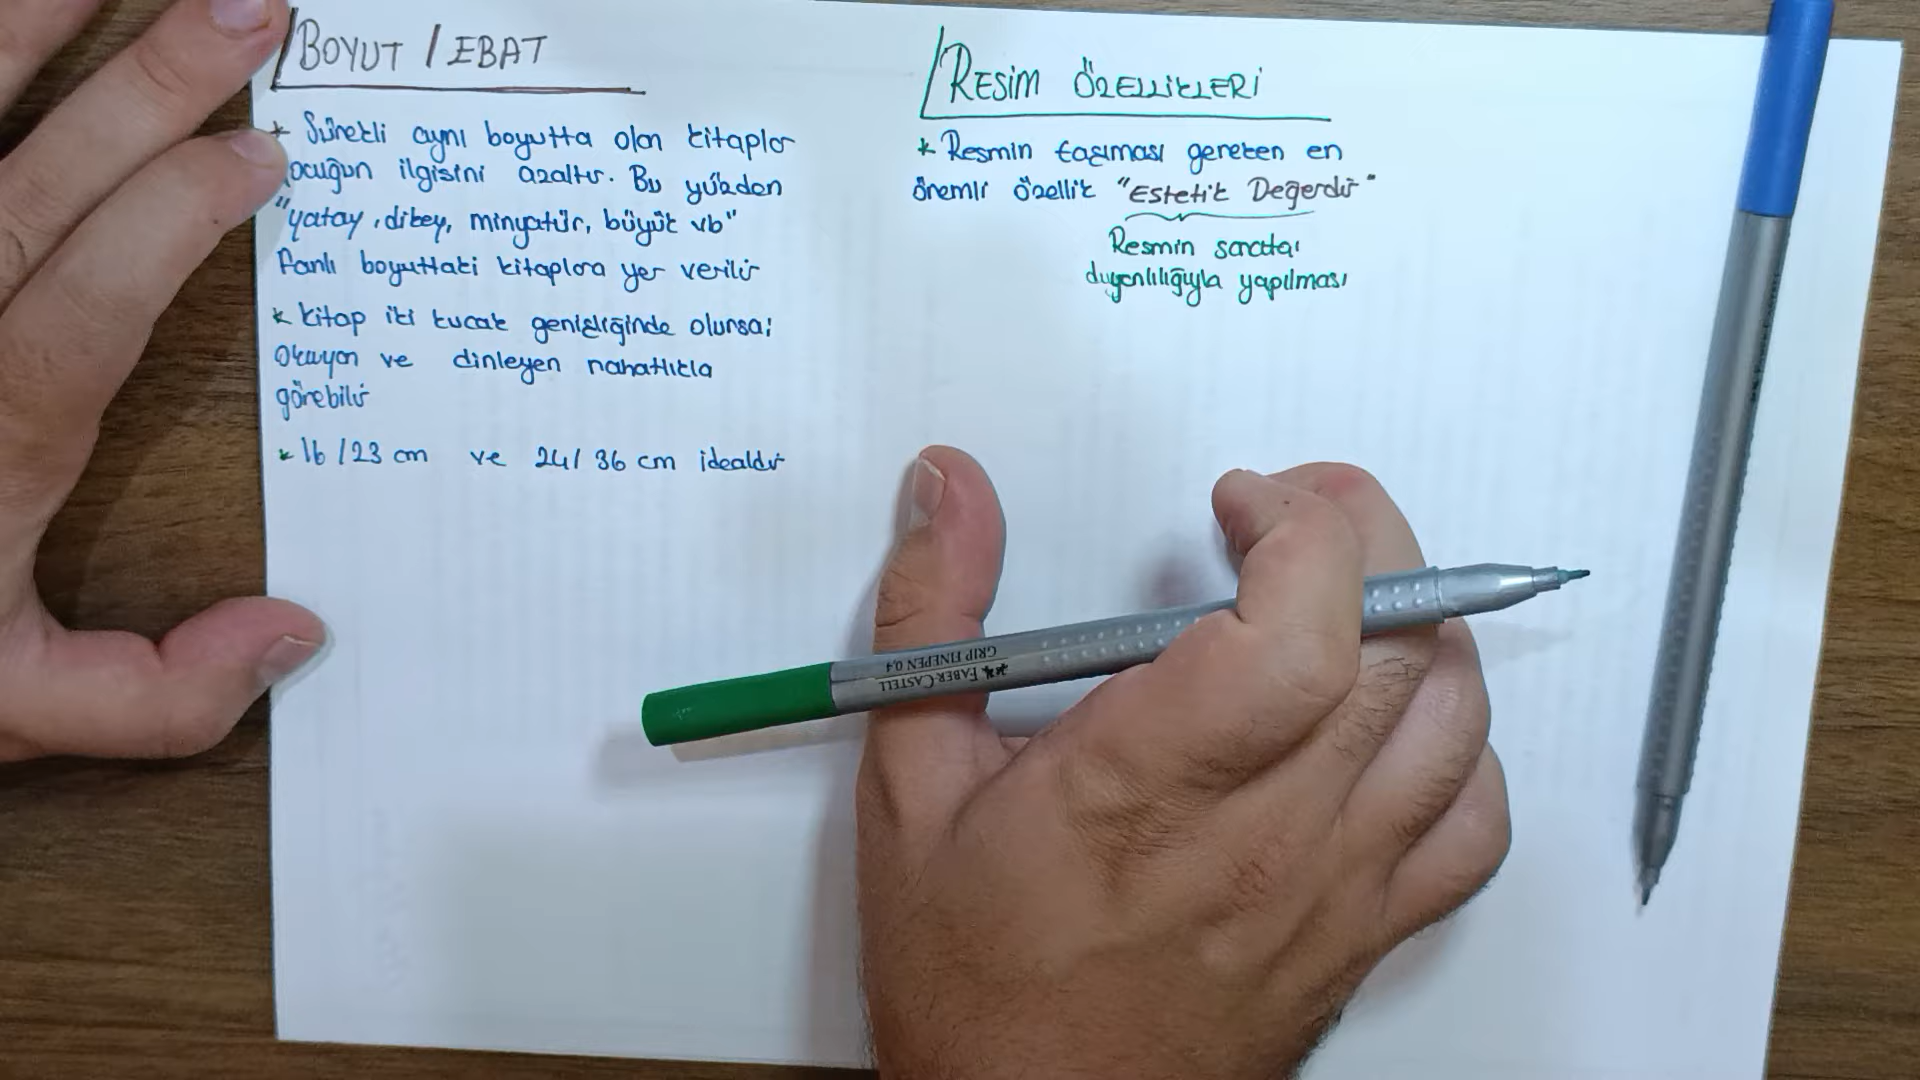 BOYUT / EBAT
* Sürekli aynı boyutta olan kitaplar
çocuğun ilgisini azaltır. Bu yüzden
"yatay, dikey, minyatür, büyük vb"
Farklı boyuttaki kitaplara yer verilir
* Kitap iki kucak genişliğinde olursa;
Okuyan ve dinleyen rahatlıkla
görebilir
* 16 / 23 cm ve 24 / 36 cm idealdir
RESİM ÖZELLİKLERİ
* Resmin taşıması gereken en
önemli özellik "Estetik Değerdir"
Resmin sanatsal
duyarlılığıyla yapılması
FABER-CASTELL
GRIP FINEPEN 0,4